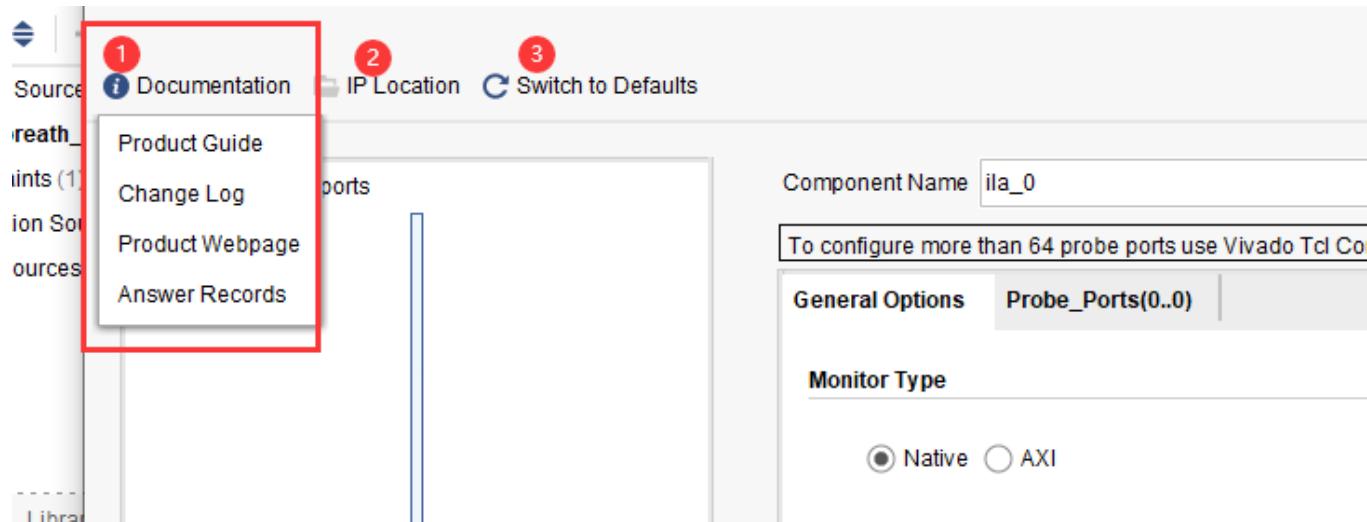 1 2 3
Source Documentation IP Location Switch to Defaults
reath_
Product Guide
ints (1)
Change Log
ports
Component Name ila_0
ion Sou
Product Webpage
To configure more than 64 probe ports use Vivado Tcl Co
ources
Answer Records
General Options Probe_Ports(0..0)
Monitor Type
Native AXI
Librar